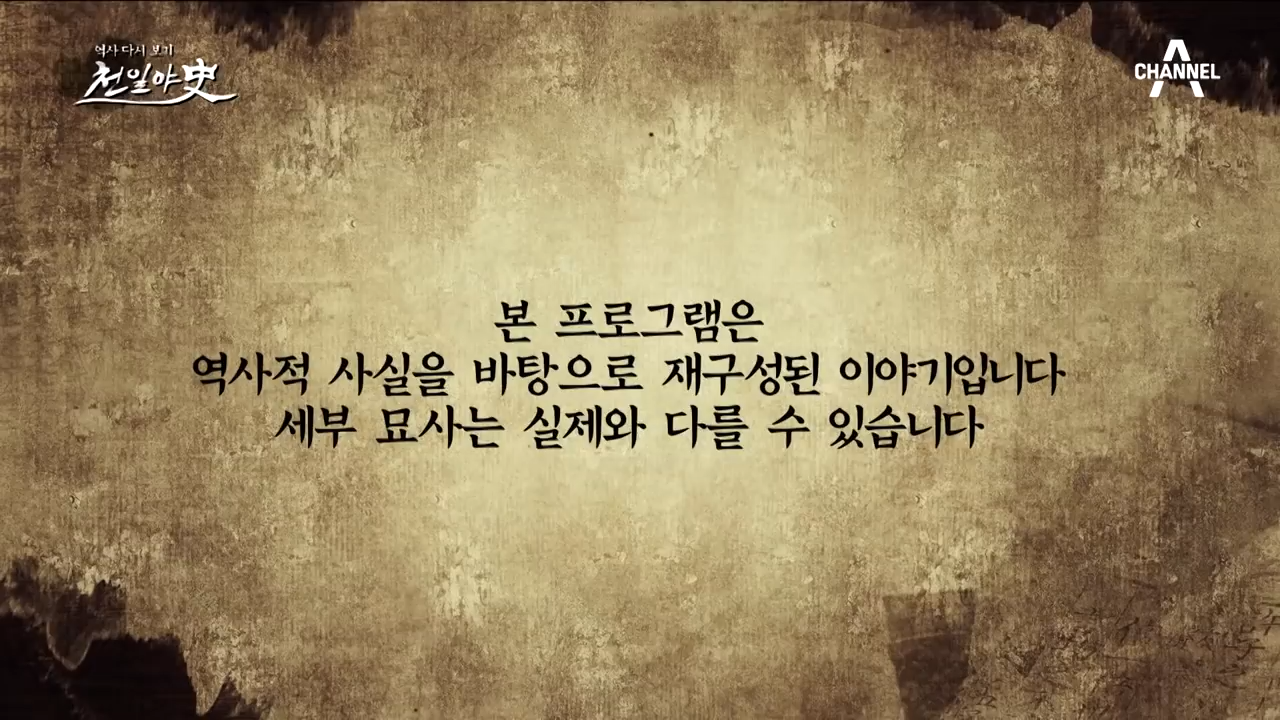 역사 다시 보기
천일야史
CHANNEL A
본 프로그램은
역사적 사실을 바탕으로 재구성된 이야기입니다
세부 묘사는 실제와 다를 수 있습니다